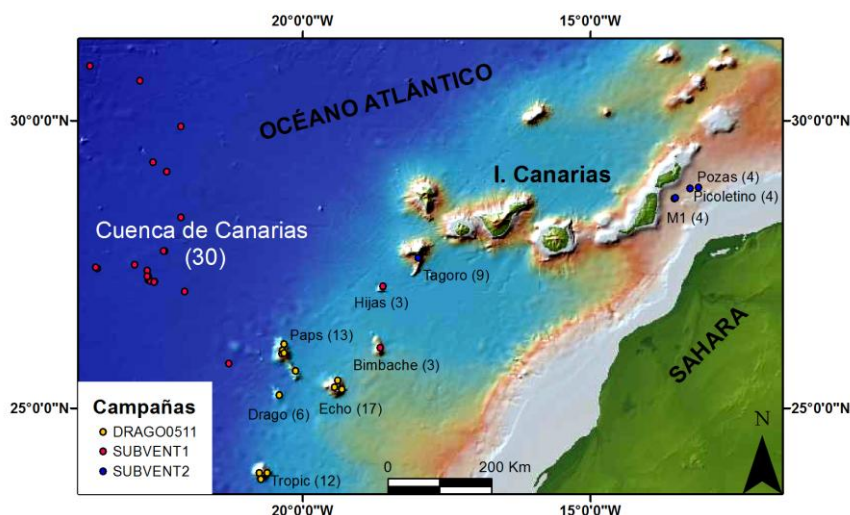 20°0'0"W 15°0'0"W
OCÉANO ATLÁNTICO
30°0'0"N 30°0'0"N
I. Canarias
Pozas (4)
Picoletino (4)
M1 (4)
Cuenca de Canarias
(30)
Tagoro (9)
Hijas (3)
Paps (13)
Bimbache (3)
SAHARA
Drago (6)
Echo (17)
25°0'0"N 25°0'0"N
Campañas
DRAGO0511
SUBVENT1
SUBVENT2
Tropic (12)
0 200 Km
N
20°0'0"W 15°0'0"W